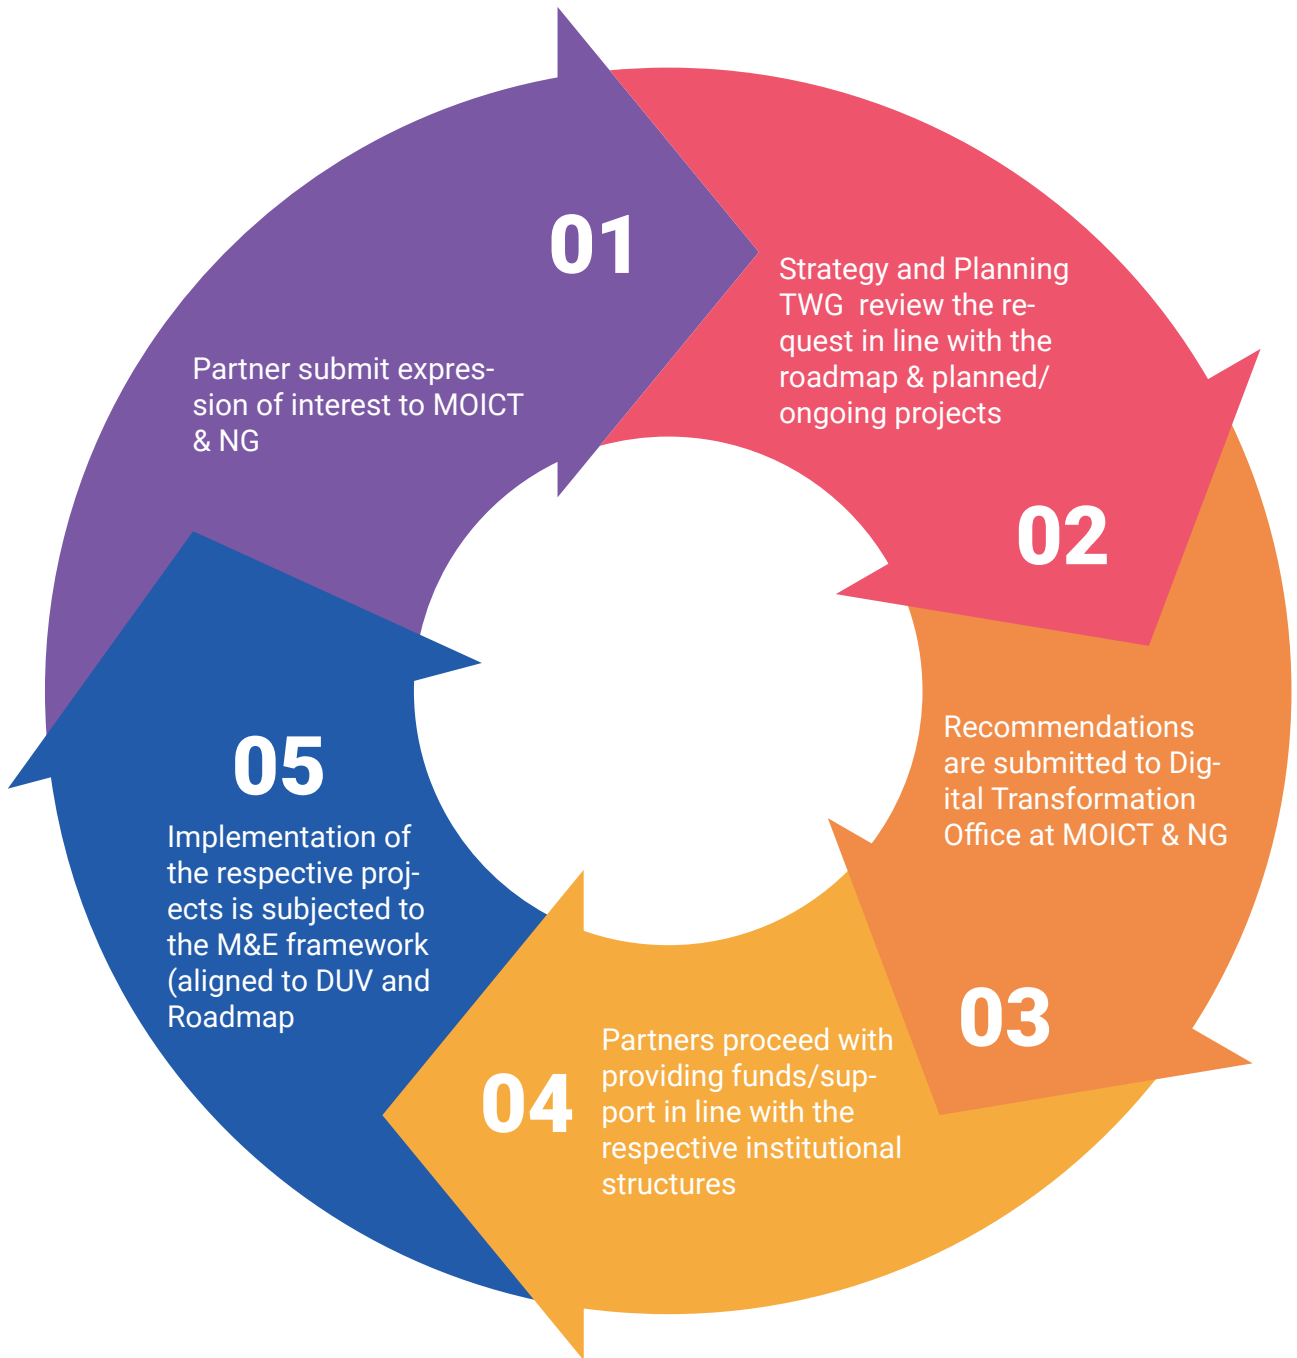 01
Partner submit expres-
sion of interest to MOICT
& NG
Strategy and Planning
TWG  review the re-
quest in line with the
roadmap & planned/
ongoing projects
02
Recommendations
are submitted to Dig-
ital Transformation
Office at MOICT & NG
03
Partners proceed with
providing funds/sup-
port in line with the
respective institutional
structures
04
05
Implementation of
the respective proj-
ects is subjected to
the M&E framework
(aligned to DUV and
Roadmap